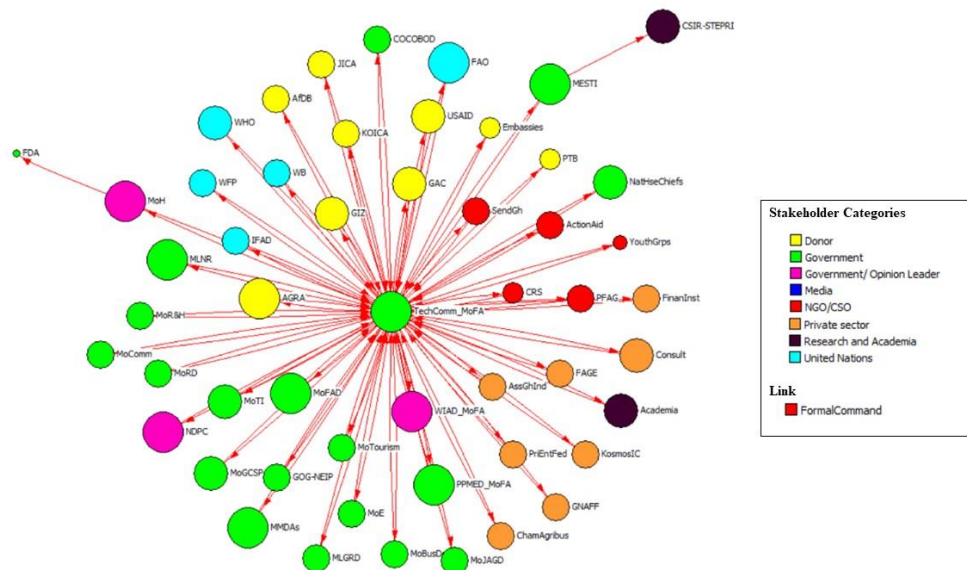 COCOBOD
CSIR-STEPRI
JICA
FAO
MESTI
AfDB
USAID
Embassies
WHO
KOICA
FDA
PTB
WB
GAC
NatHseChiefs
WFP
MoH
GIZ
SendGh
ActionAid
IFAD
YouthGrps
MLNR
CRS
PFAG
FinanInst
AGRA
TechComm_MoFA
MoR&H
MoComm
Consult
MoRD
FAGE
AssGhInd
MoTI
MoFAD
WIAD_MoFA
Academia
NDPC
MoTourism
PriEntFed
KosmosIC
MoGCSP
GOG-NEIP
PPMED_MoFA
GNAFF
MoE
MMDAs
ChamAgribus
MLGRD
MoBusD
MoJAGD
Stakeholder Categories
Donor
Government
Government/ Opinion Leader
Media
NGO/CSO
Private sector
Research and Academia
United Nations
Link
FormalCommand